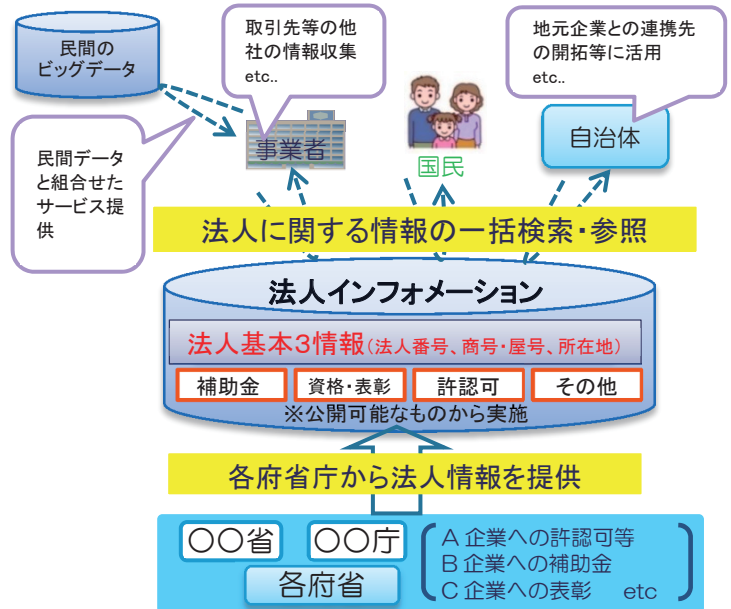 民間の
ビッグデータ
取引先等の他
社の情報収集
etc..
地元企業との連携先
の開拓等に活用
etc..
民間データ
と組合せた
サービス提
供
事業者
国民
自治体
法人に関する情報の一括検索・参照
法人インフォメーション
法人基本3情報(法人番号、商号・屋号、所在地)
補助金
資格・表彰
許認可
その他
※公開可能なものから実施
各府省庁から法人情報を提供
〇〇省
〇〇庁
各府省
A 企業への許認可等
B 企業への補助金
C 企業への表彰 etc